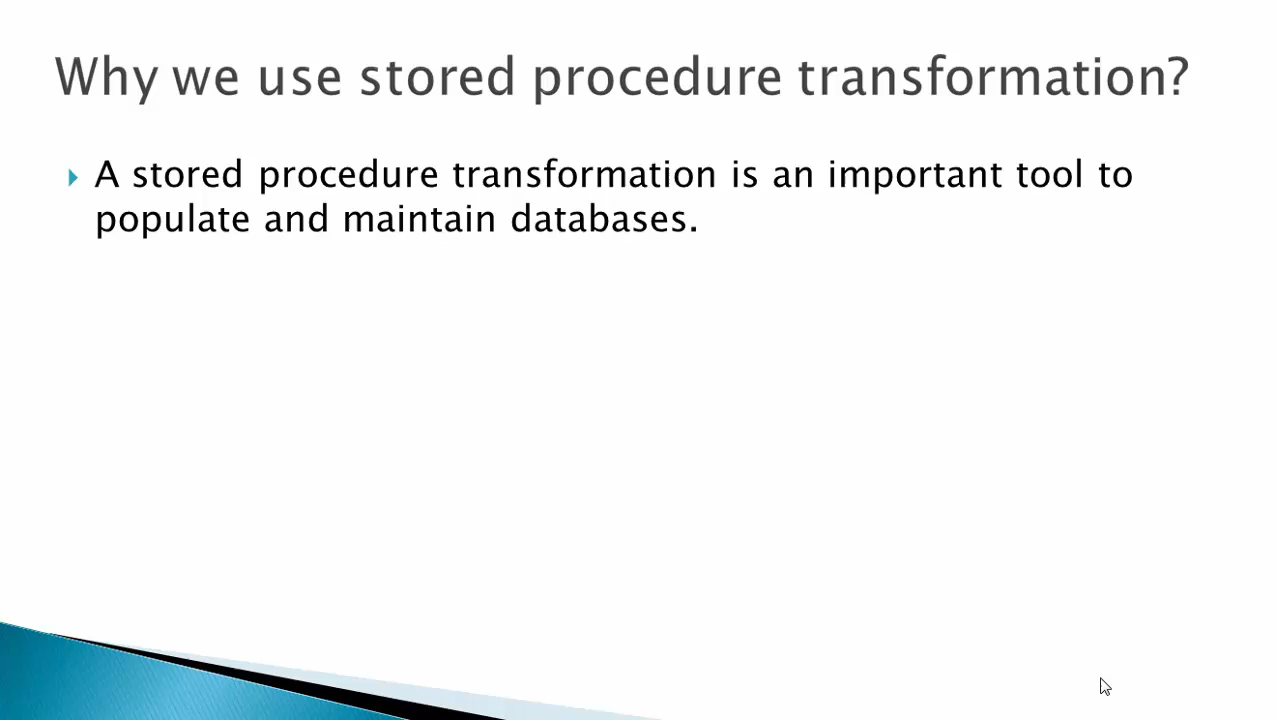 Why we use stored procedure transformation?
A stored procedure transformation is an important tool to
populate and maintain databases.